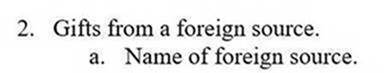 2. Gifts from a foreign source.
a. Name of foreign source.